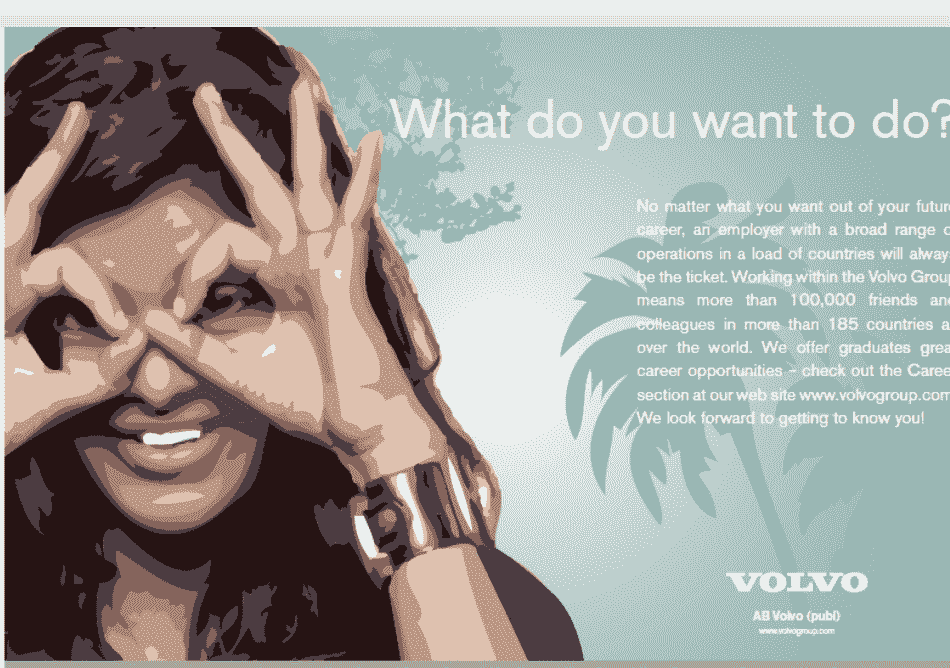 What do you want to do?
No matter what you want out of your future
career, an employer with a broad range o
operations in a load of countries will alway
be the ticket. Working within the Volvo Grou
means more than 100,000 friends and
colleagues in more than 185 countries a
over the world. We offer graduates grea
career opportunities – check out the Caree
section at our web site www.volvogroup.com
We look forward to getting to know you!
VOLVO
AB Volvo (publ)
www.volvogroup.com